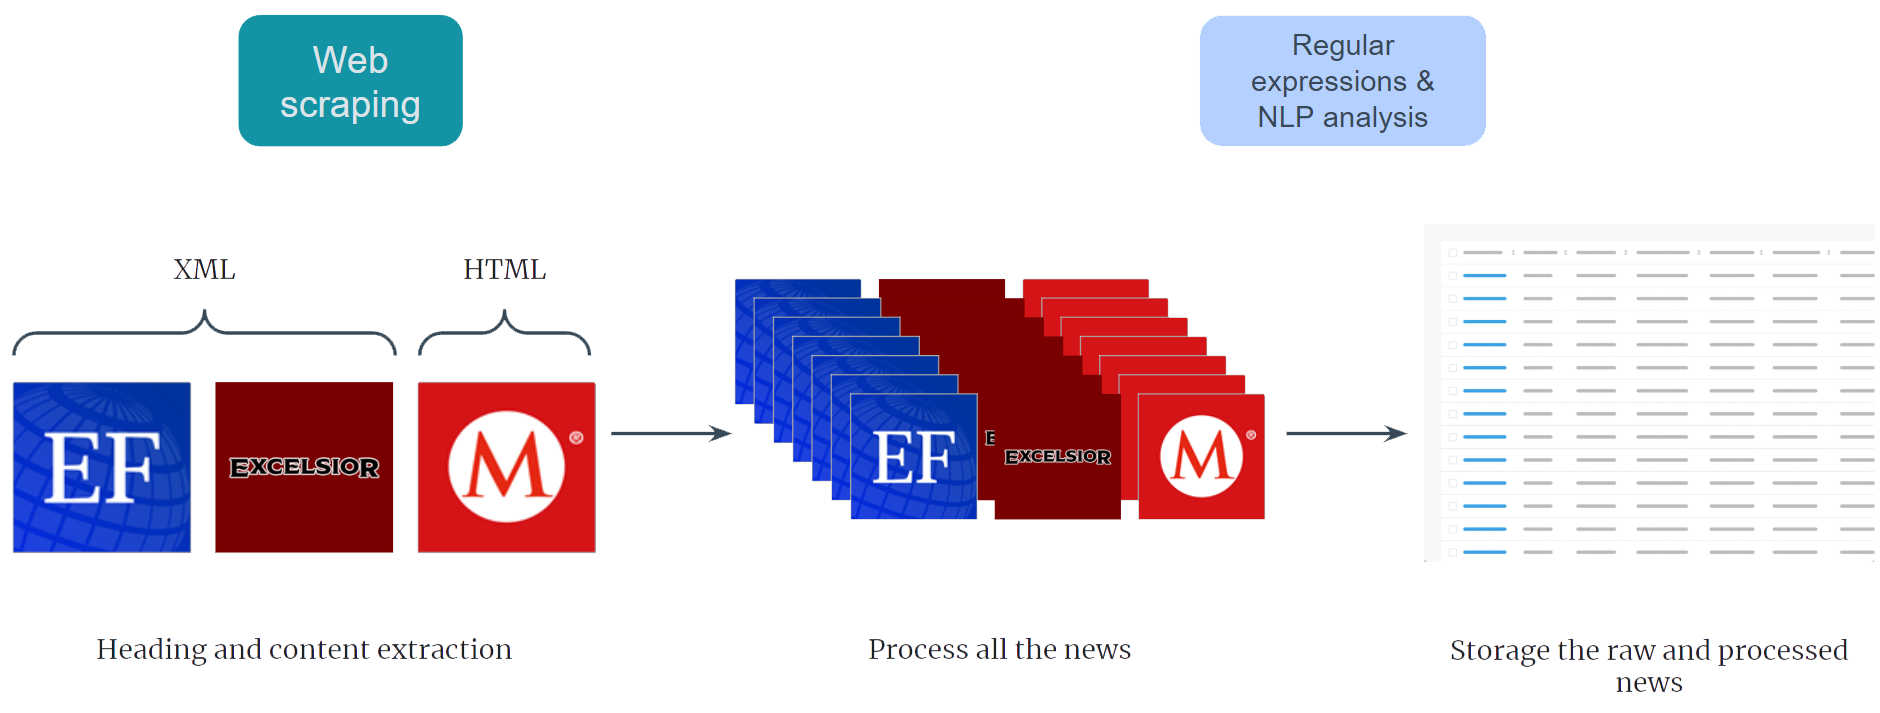 Web
scraping
Regular
expressions &
NLP analysis
XML
HTML
EF
EXCELSIOR
M®
E
EF
EXCELSIOR
M®
Heading and content extraction
Process all the news
Storage the raw and processed
news